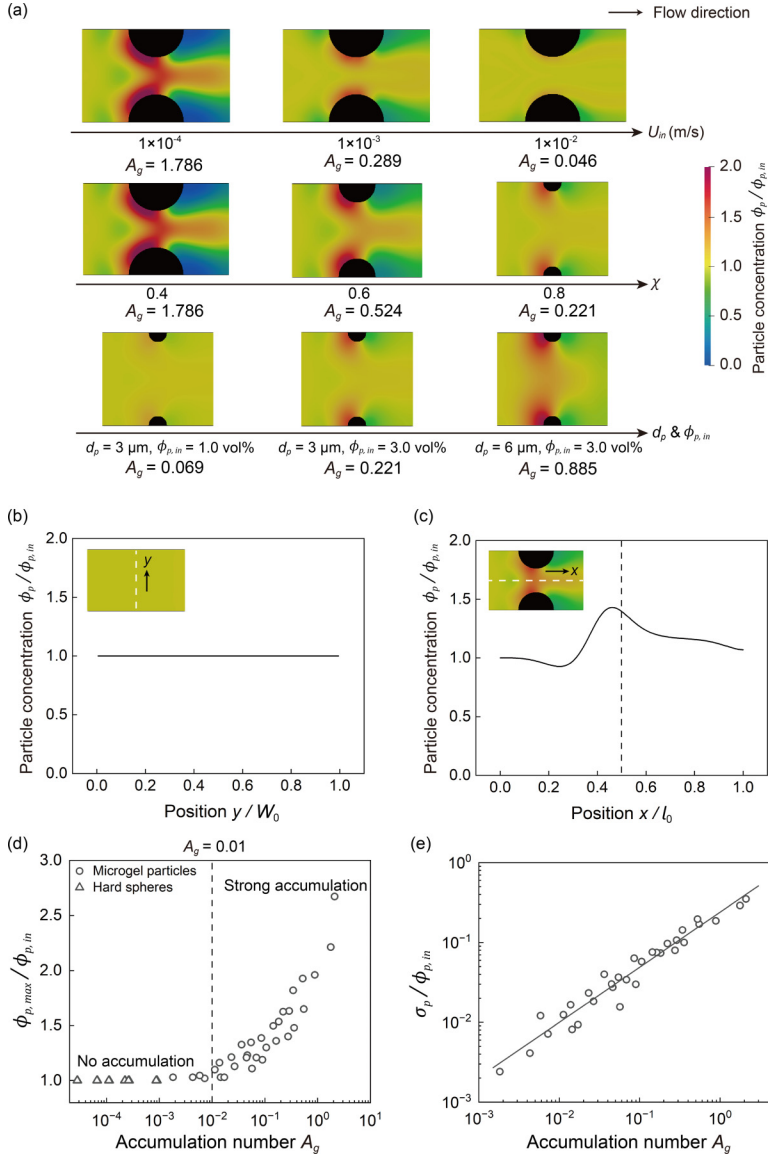 (a)
Flow direction
1×10⁻⁴ 1×10⁻³ 1×10⁻² U_in (m/s)
A_g = 1.786 A_g = 0.289 A_g = 0.046
0.4 0.6 0.8 χ
A_g = 1.786 A_g = 0.524 A_g = 0.221
d_p = 3 μm, ϕ_p,in = 1.0 vol% d_p = 3 μm, ϕ_p,in = 3.0 vol% d_p = 6 μm, ϕ_p,in = 3.0 vol% d_p & ϕ_p,in
A_g = 0.069 A_g = 0.221 A_g = 0.885
2.0
1.5
1.0
0.5
0.0
Particle concentration ϕ_p / ϕ_p,in
(b)
Particle concentration ϕ_p / ϕ_p,in
2.0
1.5
1.0
0.5
0.0
y
0.0 0.2 0.4 0.6 0.8 1.0
Position y / W₀
(c)
Particle concentration ϕ_p / ϕ_p,in
2.0
1.5
1.0
0.5
0.0
x
0.0 0.2 0.4 0.6 0.8 1.0
Position x / l₀
(d)
A_g = 0.01
ϕ_p,max / ϕ_p,in
3.0
2.5
2.0
1.5
1.0
Microgel particles
Hard spheres
Strong accumulation
No accumulation
10⁻⁴ 10⁻³ 10⁻² 10⁻¹ 10⁰ 10¹
Accumulation number A_g
(e)
σ_p / ϕ_p,in
10⁰
10⁻¹
10⁻²
10⁻³
10⁻³ 10⁻² 10⁻¹ 10⁰
Accumulation number A_g